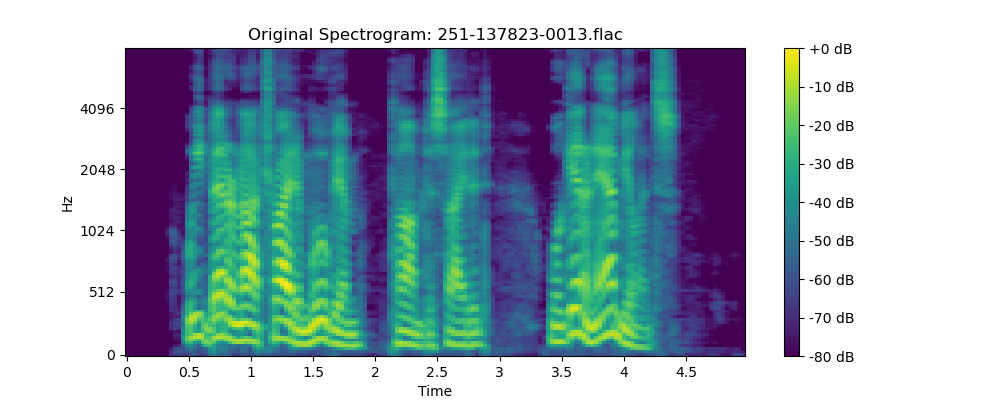 Original Spectrogram: 251-137823-0013.flac
Hz
4096
2048
1024
512
0
0 0.5 1 1.5 2 2.5 3 3.5 4 4.5
Time
+0 dB
-10 dB
-20 dB
-30 dB
-40 dB
-50 dB
-60 dB
-70 dB
-80 dB